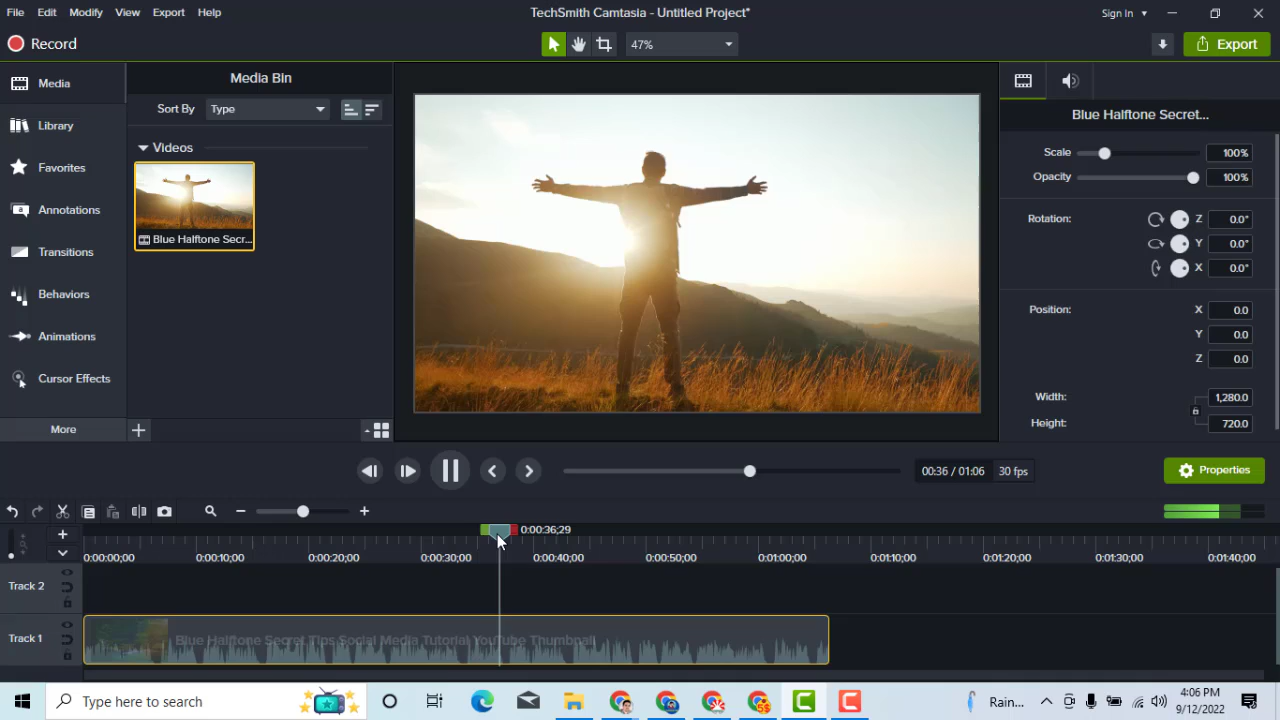 File Edit Modify View Export Help
TechSmith Camtasia - Untitled Project*
Sign In
Record
47%
Export
Media
Library
Favorites
Annotations
Transitions
Behaviors
Animations
Cursor Effects
More
Media Bin
Sort By Type
Videos
Blue Halftone Secr...
Blue Halftone Secret...
Scale 100%
Opacity 100%
Rotation: Z 0.0°
Y 0.0°
X 0.0°
Position: X 0.0
Y 0.0
Z 0.0
Width: 1,280.0
Height: 720.0
00:36 / 01:06 30 fps
Properties
0:00:36;29
0:00:00;00 0:00:10;00 0:00:20;00 0:00:30;00 0:00:40;00 0:00:50;00 0:01:00;00 0:01:10;00 0:01:20;00 0:01:30;00 0:01:40;00
Track 2
Track 1
Blue Halftone Secret Tips Social Media Tutorial YouTube Thumbnail
Type here to search
Rain...
4:06 PM
9/12/2022